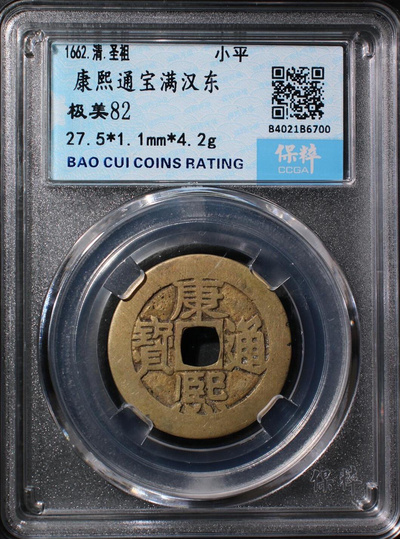 1662.清.圣祖 小平
康熙通宝满汉东
极美82
27.5*1.1mm*4.2g B4021B6700
BAO CUI COINS RATING 保粹
CCGA
康
寶 通
熙